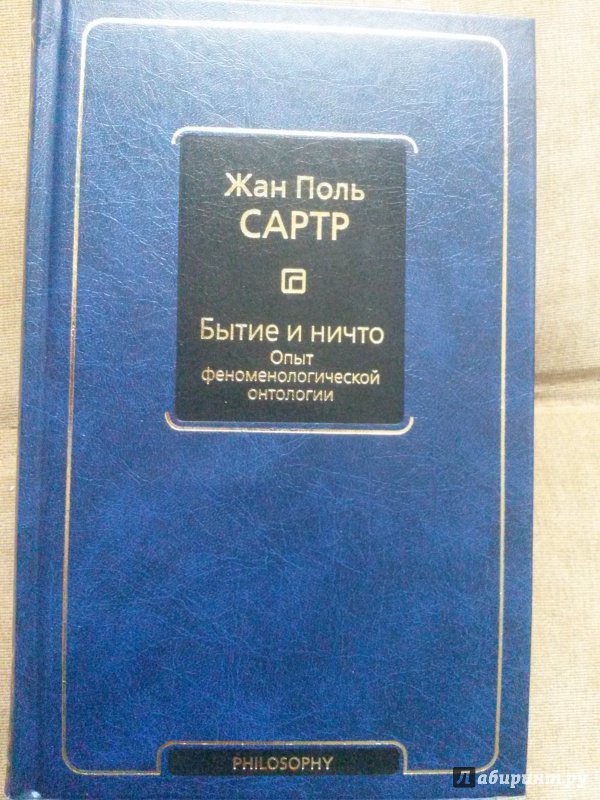 Жан Поль
САРТР
Бытие и ничто
Опыт
феноменологической
онтологии
PHILOSOPHY
Лабиринт.ру